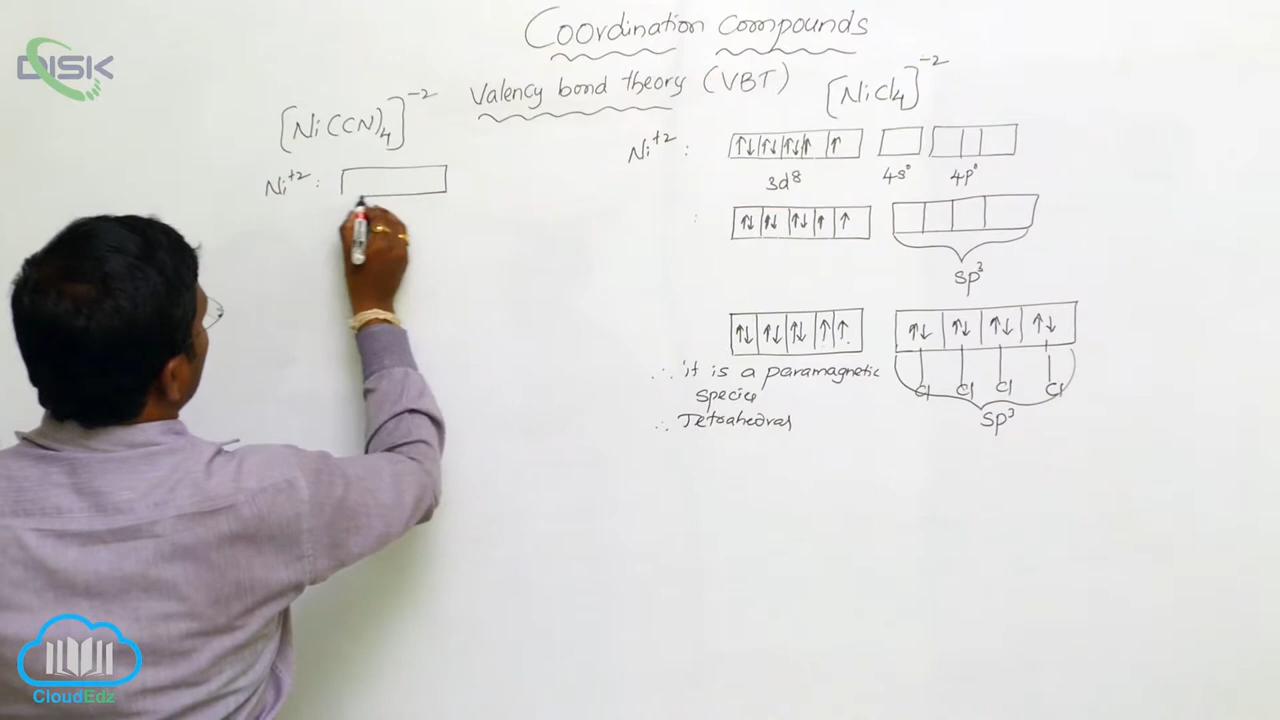 DISK
Coordination compounds
Valency bond theory (VBT)
[Ni(CN)4]-2
Ni+2 :
[NiCl4]-2
Ni+2 : ↑↓ ↑↓ ↑↓ ↑ ↑
3d8 4s0 4p0
: ↑↓ ↑↓ ↑↓ ↑ ↑
sp3
↑↓ ↑↓ ↑↓ ↑ ↑ ↑↓ ↑↓ ↑↓ ↑↓
Cl Cl Cl Cl
sp3
∴ it is a paramagnetic
species
∴ Tetrahedral
CloudEdz